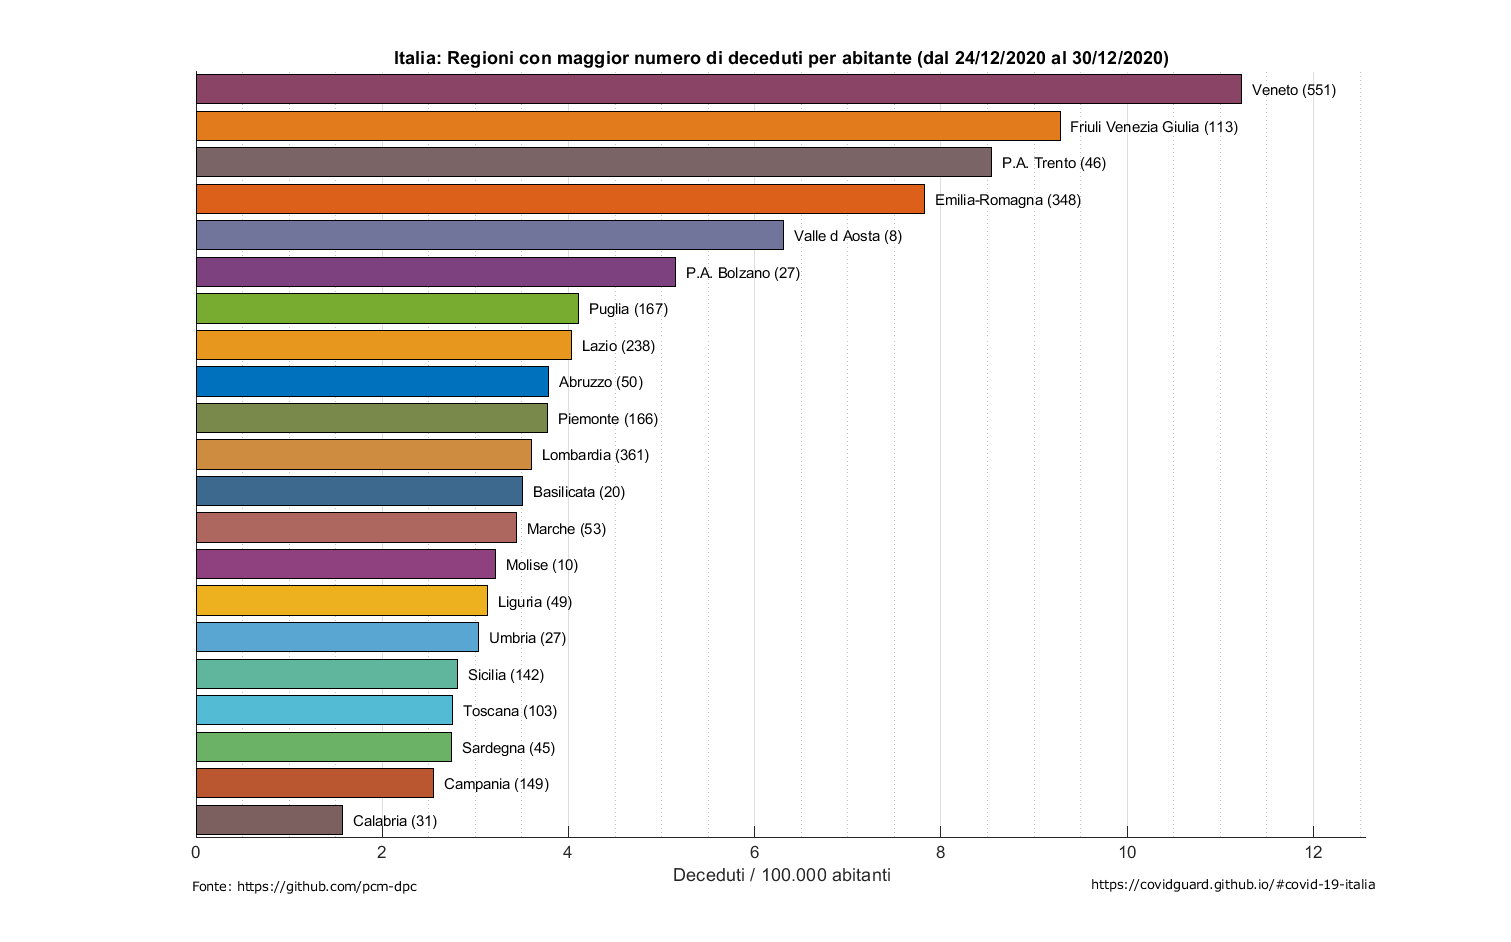 Italia: Regioni con maggior numero di deceduti per abitante (dal 24/12/2020 al 30/12/2020)
Veneto (551)
Friuli Venezia Giulia (113)
P.A. Trento (46)
Emilia-Romagna (348)
Valle d Aosta (8)
P.A. Bolzano (27)
Puglia (167)
Lazio (238)
Abruzzo (50)
Piemonte (166)
Lombardia (361)
Basilicata (20)
Marche (53)
Molise (10)
Liguria (49)
Umbria (27)
Sicilia (142)
Toscana (103)
Sardegna (45)
Campania (149)
Calabria (31)
0 2 4 6 8 10 12
Deceduti / 100.000 abitanti
Fonte: https://github.com/pcm-dpc
https://covidguard.github.io/#covid-19-italia